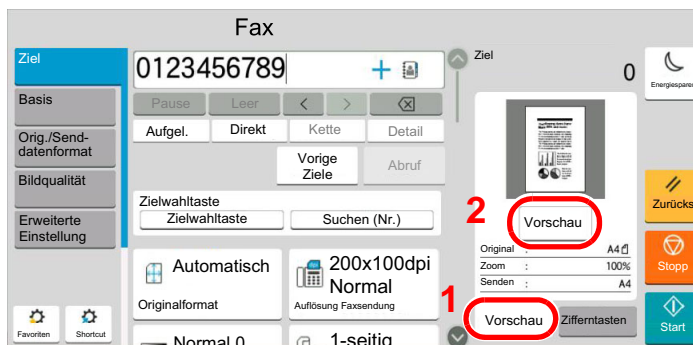 Fax
Ziel
Basis
Orig./Send-
datenformat
Bildqualität
Erweiterte
Einstellung
Favoriten
Shortcut
0123456789
Pause
Leer
Aufgel.
Direkt
Kette
Detail
Vorige
Ziele
Abruf
Zielwahltaste
Zielwahltaste
Suchen (Nr.)
Automatisch
Originalformat
200x100dpi
Normal
Auflösung Faxsendung
Normal 0
1-seitig
Ziel
0
2
Vorschau
Original : A4
Zoom : 100%
Senden : A4
1
Vorschau
Zifferntasten
Energiesparen
Zurücks
Stopp
Start